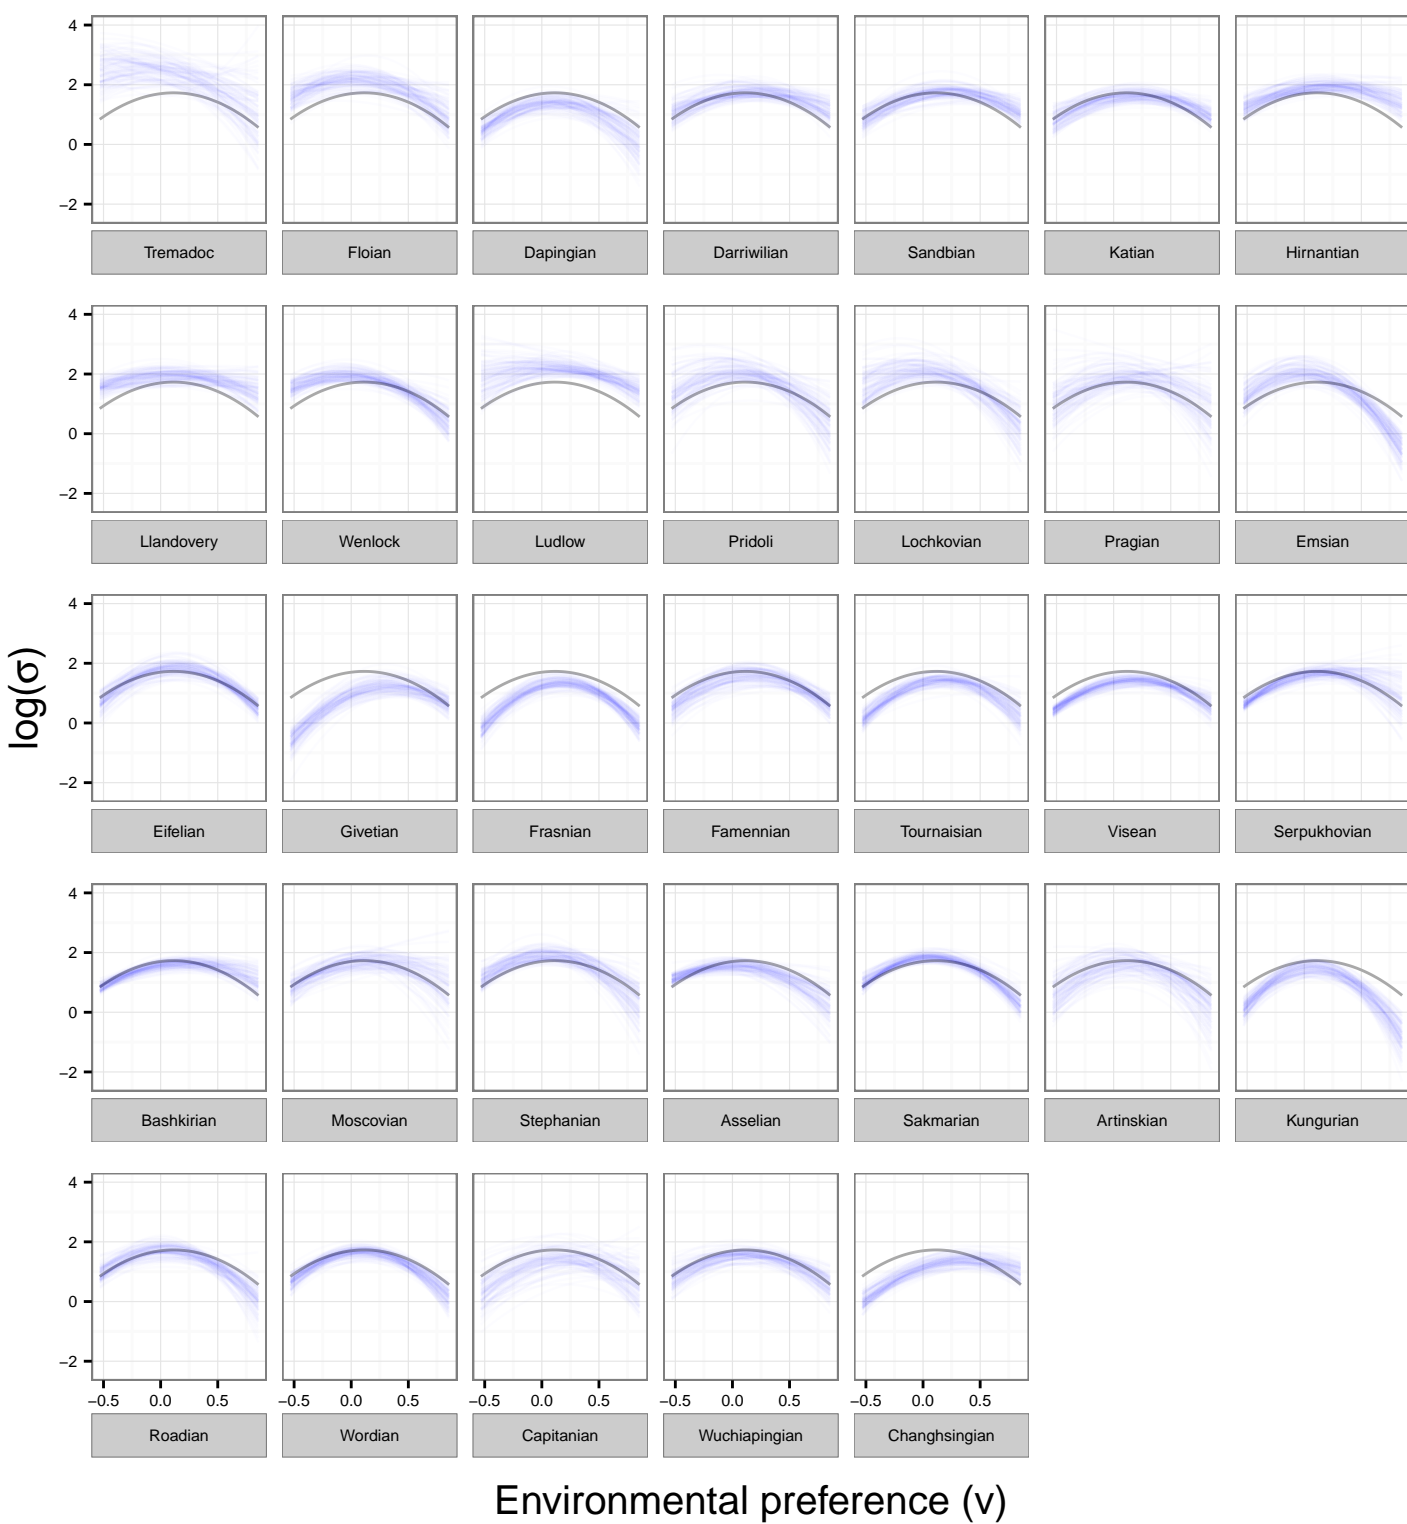 4
2
0
−2
Tremadoc Floian Dapingian Darriwilian Sandbian Katian Hirnantian
4
2
0
−2
Llandovery Wenlock Ludlow Pridoli Lochkovian Pragian Emsian
4
2
0
−2
Eifelian Givetian Frasnian Famennian Tournaisian Visean Serpukhovian
log(σ)
4
2
0
−2
Bashkirian Moscovian Stephanian Asselian Sakmarian Artinskian Kungurian
4
2
0
−2
−0.5 0.0 0.5 −0.5 0.0 0.5 −0.5 0.0 0.5 −0.5 0.0 0.5 −0.5 0.0 0.5
Roadian Wordian Capitanian Wuchiapingian Changhsingian
Environmental preference (v)